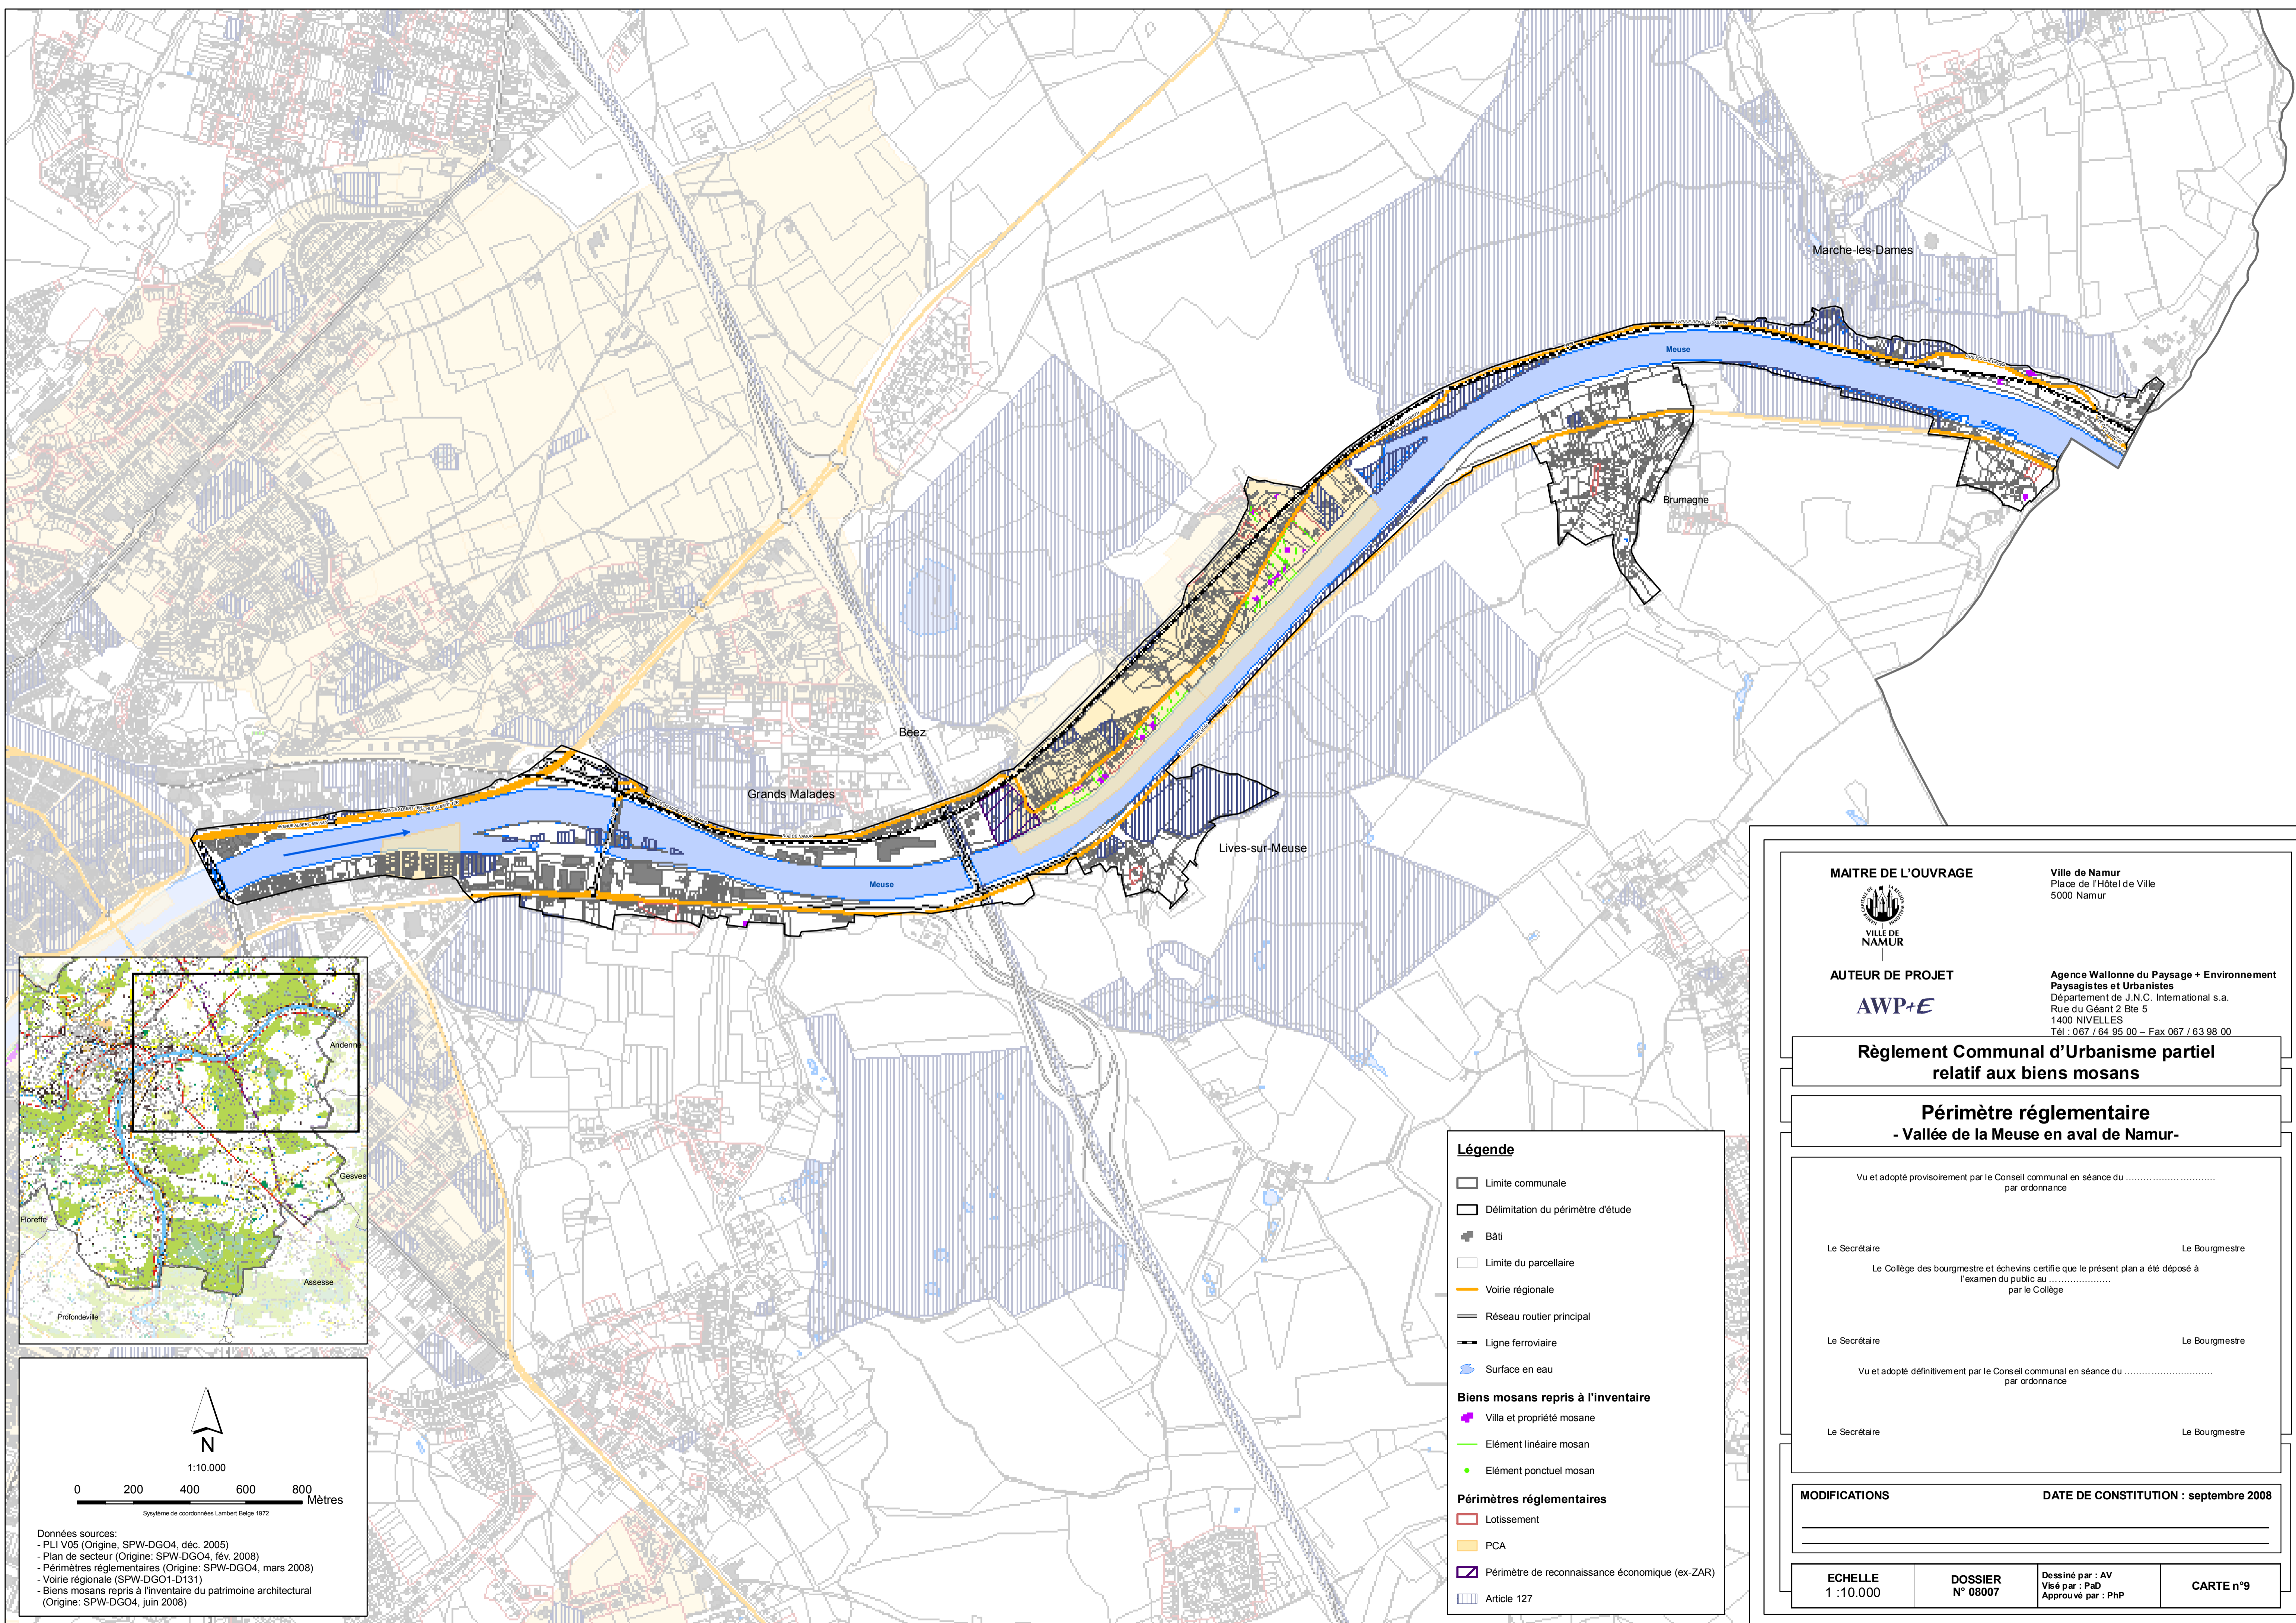 Marche-les-Dames
Meuse
Brumagne
Beez
Grands Malades
Lives-sur-Meuse
Meuse
RUE DE NAMUR
Andenne
Gesves
Floreffe
Assesse
Profondeville
N
1:10.000
0 200 400 600 800
Mètres
Sysytème de coordonnées Lambert Belge 1972
Données sources:
- PLI V05 (Origine, SPW-DGO4, déc. 2005)
- Plan de secteur (Origine: SPW-DGO4, fév. 2008)
- Périmètres réglementaires (Origine: SPW-DGO4, mars 2008)
- Voirie régionale (SPW-DGO1-D131)
- Biens mosans repris à l'inventaire du patrimoine architectural
(Origine: SPW-DGO4, juin 2008)
Légende
Limite communale
Délimitation du périmètre d'étude
Bâti
Limite du parcellaire
Voirie régionale
Réseau routier principal
Ligne ferroviaire
Surface en eau
Biens mosans repris à l'inventaire
Villa et propriété mosane
Elément linéaire mosan
Elément ponctuel mosan
Périmètres réglementaires
Lotissement
PCA
Périmètre de reconnaissance économique (ex-ZAR)
Article 127
MAITRE DE L'OUVRAGE
Ville de Namur
Place de l'Hôtel de Ville
5000 Namur
VILLE DE
NAMUR
AUTEUR DE PROJET
AWP+E
Agence Wallonne du Paysage + Environnement
Paysagistes et Urbanistes
Département de J.N.C. International s.a.
Rue du Géant 2 Bte 5
1400 NIVELLES
Tél : 067 / 64 95 00 – Fax 067 / 63 98 00
Règlement Communal d'Urbanisme partiel
relatif aux biens mosans
Périmètre réglementaire
- Vallée de la Meuse en aval de Namur-
Vu et adopté provisoirement par le Conseil communal en séance du ................................
par ordonnance
Le Secrétaire Le Bourgmestre
Le Collège des bourgmestre et échevins certifie que le présent plan a été déposé à
l'examen du public au .....................
par le Collège
Le Secrétaire Le Bourgmestre
Vu et adopté définitivement par le Conseil communal en séance du ................................
par ordonnance
Le Secrétaire Le Bourgmestre
MODIFICATIONS DATE DE CONSTITUTION : septembre 2008
ECHELLE
1 :10.000
DOSSIER
N° 08007
Dessiné par : AV
Visé par : PaD
Approuvé par : PhP
CARTE n°9